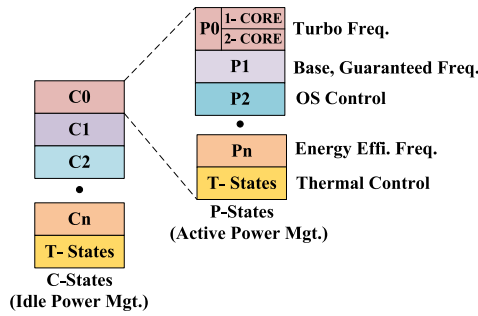 P0
1- CORE
2- CORE
Turbo Freq.
P1
Base, Guaranteed Freq.
P2
OS Control
Pn
Energy Effi. Freq.
T- States
Thermal Control
P-States
(Active Power Mgt.)
C0
C1
C2
Cn
T- States
C-States
(Idle Power Mgt.)